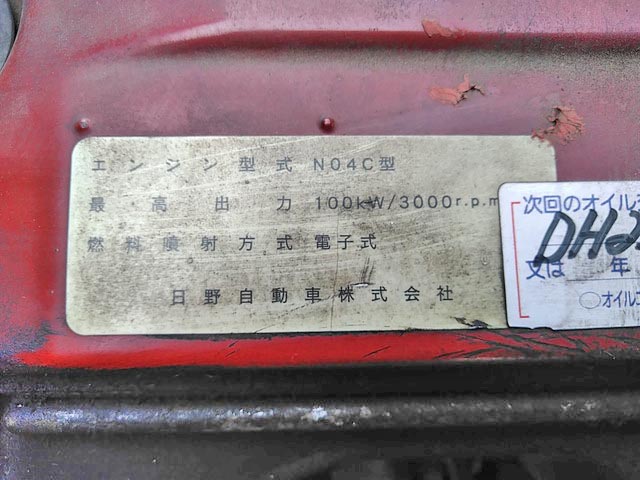 エンジン型式 N04C型
最高出力 100kW/3000r.p.m
燃料噴射方式 電子式
日野自動車株式会社
次回のオイル
DH2
又は 年
○オイル